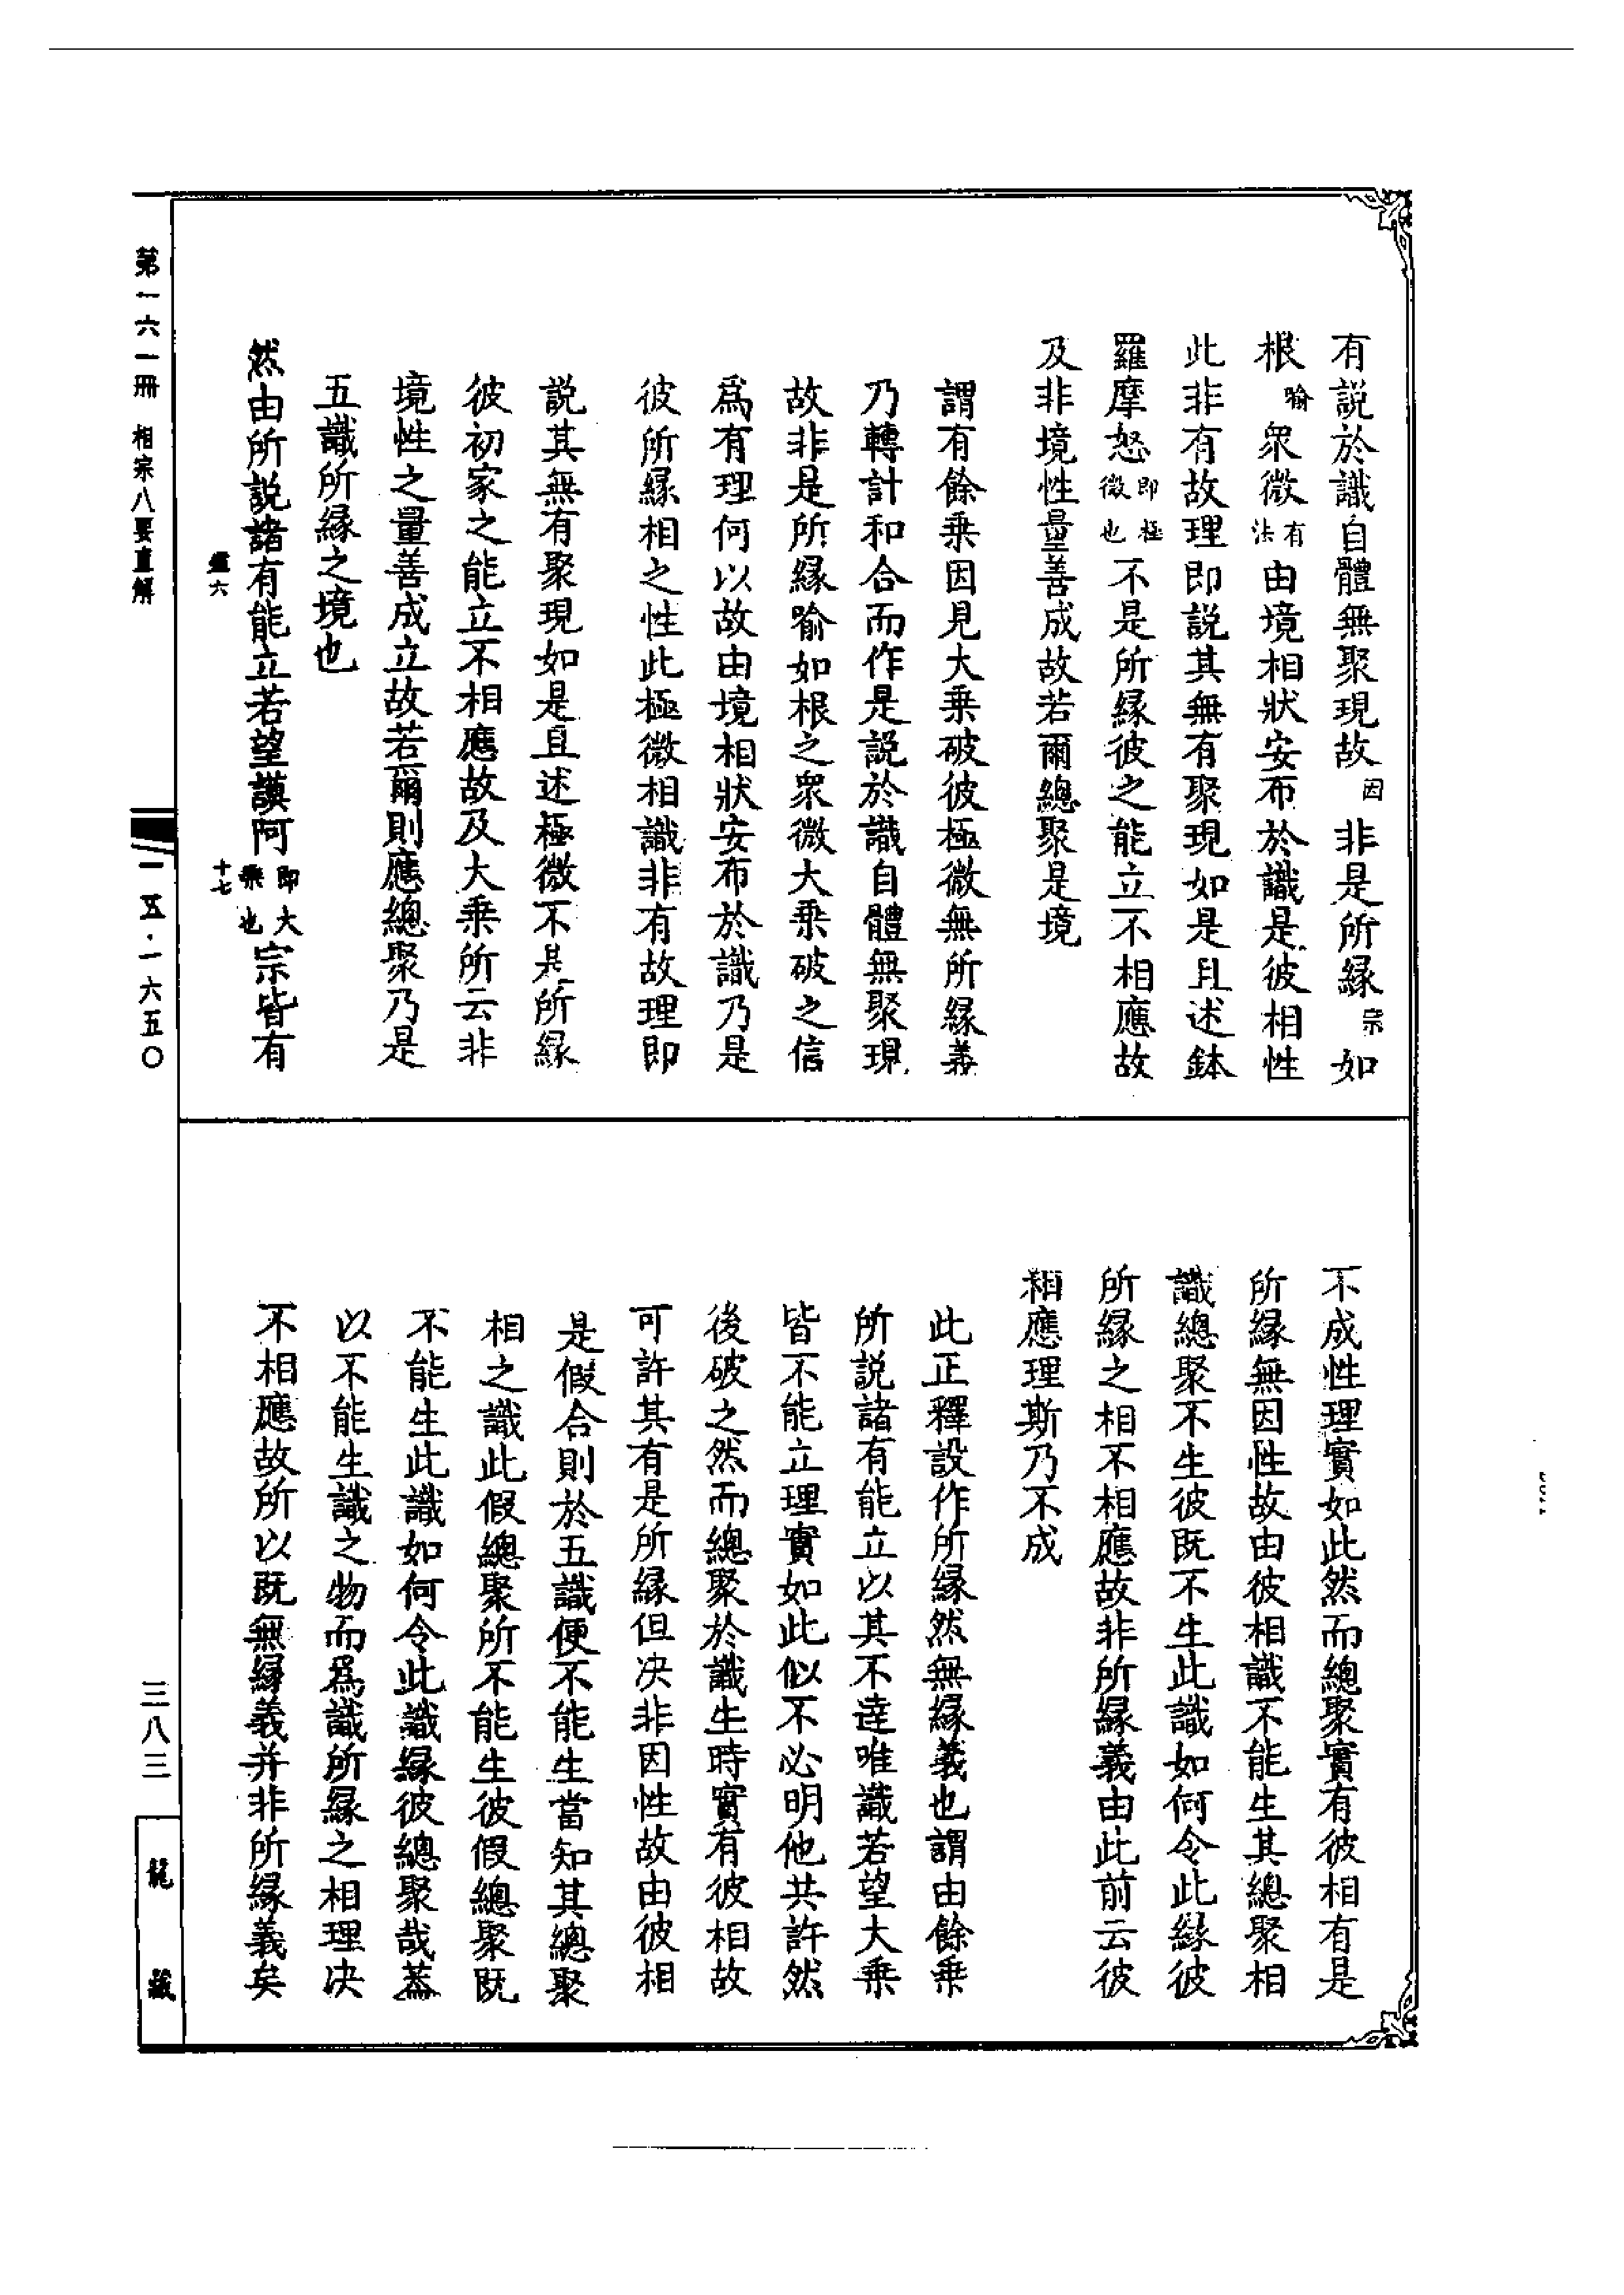 有說於識自體無聚現故因非是所緣宗如
根喻衆微有法由境相狀安布於識是彼相性
此非有故理即說其無有聚現如是且述鉢
羅摩怒即極微也不是所緣彼之能立不相應故
及非境性量善成故若爾總聚是境
謂有餘乘因見大乘破彼極微無所緣義
乃轉計和合而作是說於識自體無聚現
故非是所緣喻如根之衆微大乘破之信
爲有理何以故由境相狀安布於識乃是
彼所緣相之性此極微相識非有故理即
說其無有聚現如是且述極微不是所緣
彼初家之能立不相應故及大乘所云非
境性之量善成立故若爾則應總聚乃是
五識所緣之境也
然由所說諸有能立若望謨阿即大乘也宗皆有
六
十七
不成性理實如此然而總聚實有彼相有是
所緣無因性故由彼相識不能生其總聚相
識總聚不生彼既不生此識如何令此緣彼
所緣之相不相應故非所緣義由此前云彼
相應理斯乃不成
此正釋設作所緣然無緣義也謂由餘乘
所說諸有能立以其不達唯識若望大乘
皆不能立理實如此似不必明他共許然
後破之然而總聚於識生時實有彼相故
可許其有是所緣但决非因性故由彼相
是假合則於五識便不能生當知其總聚
相之識此假總聚所不能生彼假總聚既
不能生此識如何令此識緣彼總聚哉葢
以不能生識之物而爲識所緣之相理决
不相應故所以既無緣義并非所緣義矣
第一六一冊 相宗八要直解
一五·一六五〇
三八三
龍藏